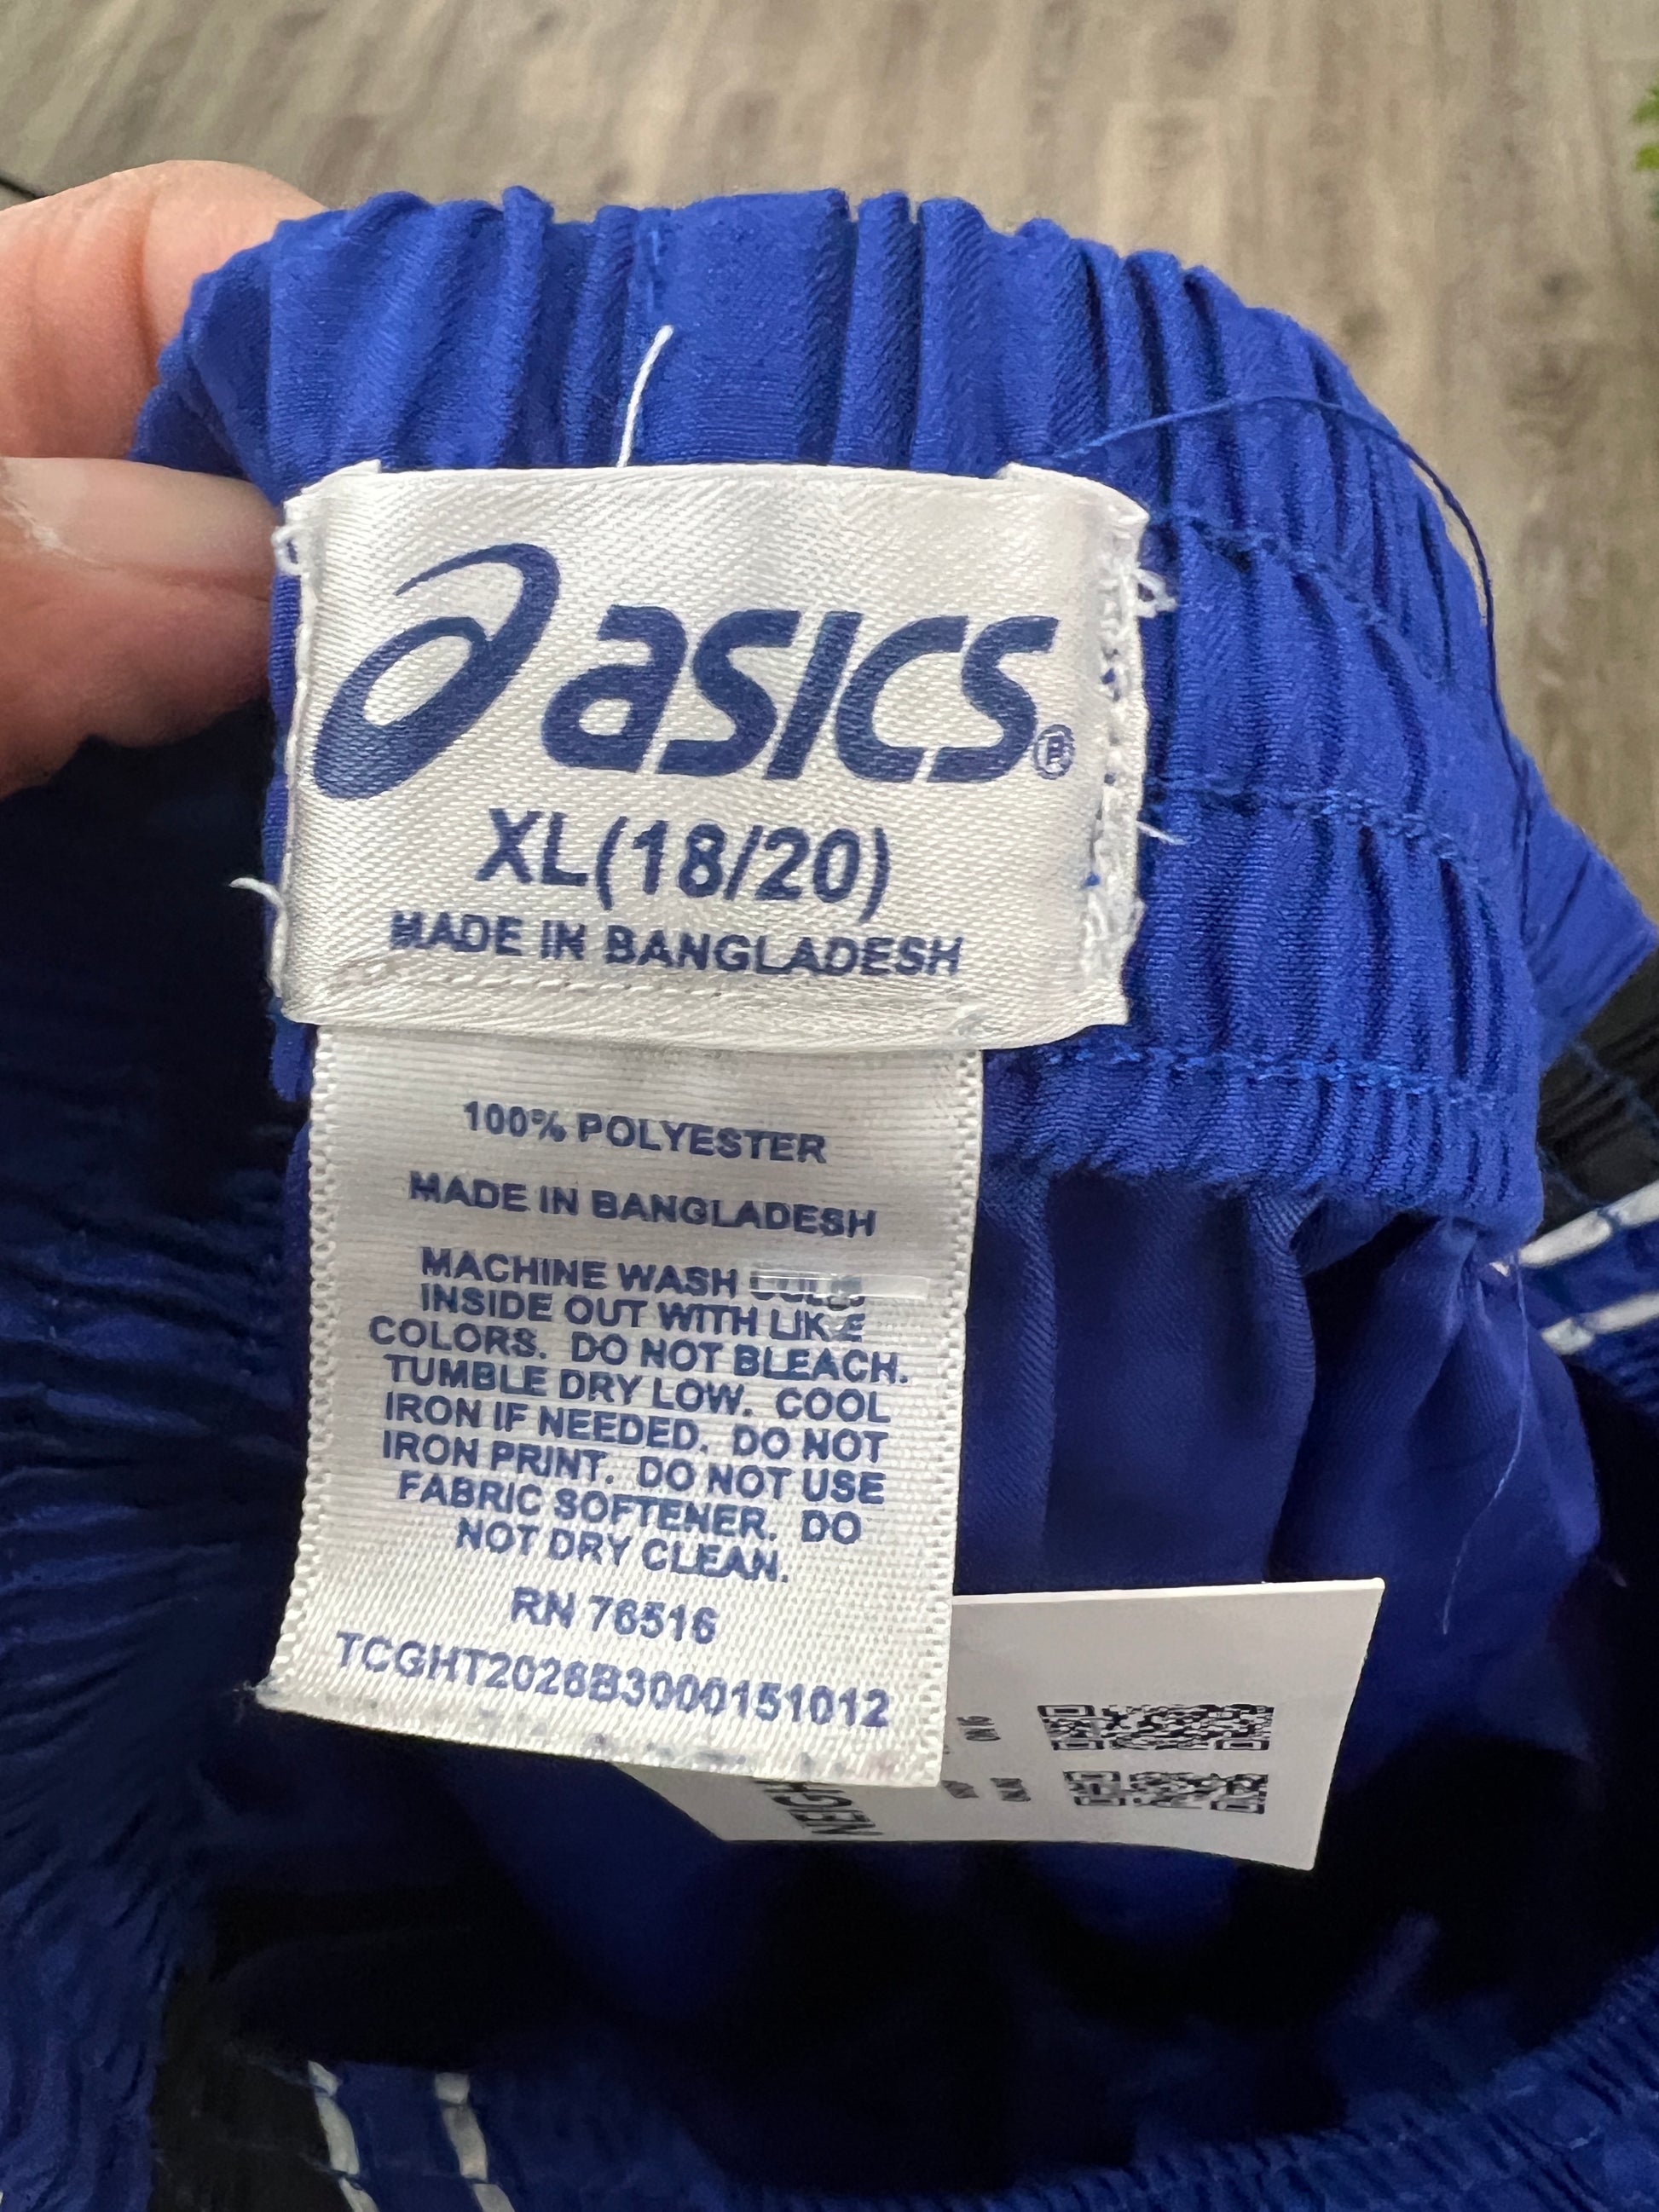 asics®
XL(18/20)
MADE IN BANGLADESH
100% POLYESTER
MADE IN BANGLADESH
MACHINE WASH
INSIDE OUT WITH LIKE
COLORS. DO NOT BLEACH.
TUMBLE DRY LOW. COOL
IRON IF NEEDED. DO NOT
IRON PRINT. DO NOT USE
FABRIC SOFTENER. DO
NOT DRY CLEAN.
RN 76516
TCGHT2026B3000151012